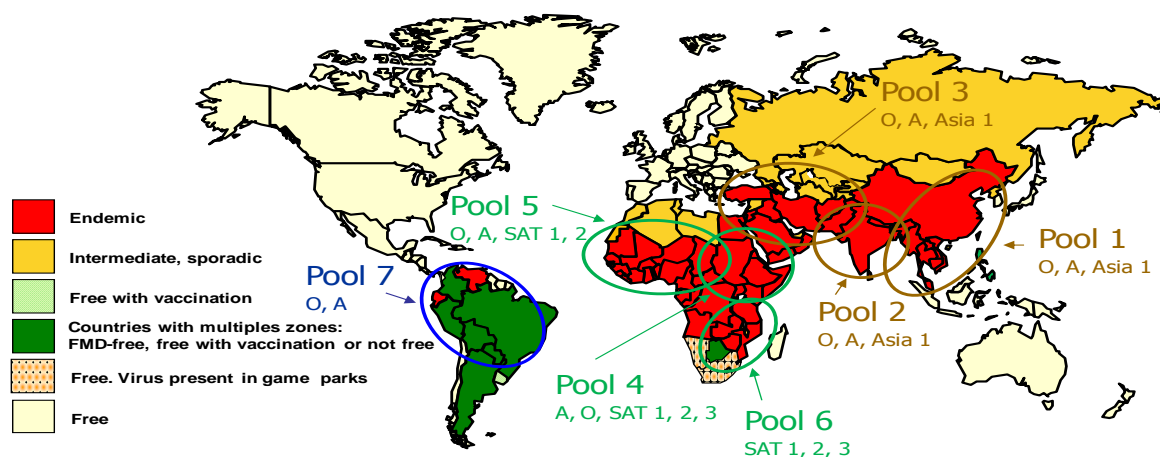 Pool 3
O, A, Asia 1
Pool 5
O, A, SAT 1, 2
Pool 1
O, A, Asia 1
Pool 7
O, A
Pool 2
O, A, Asia 1
Pool 4
A, O, SAT 1, 2, 3
Pool 6
SAT 1, 2, 3
Endemic
Intermediate, sporadic
Free with vaccination
Countries with multiples zones:
FMD-free, free with vaccination or not free
Free. Virus present in game parks
Free